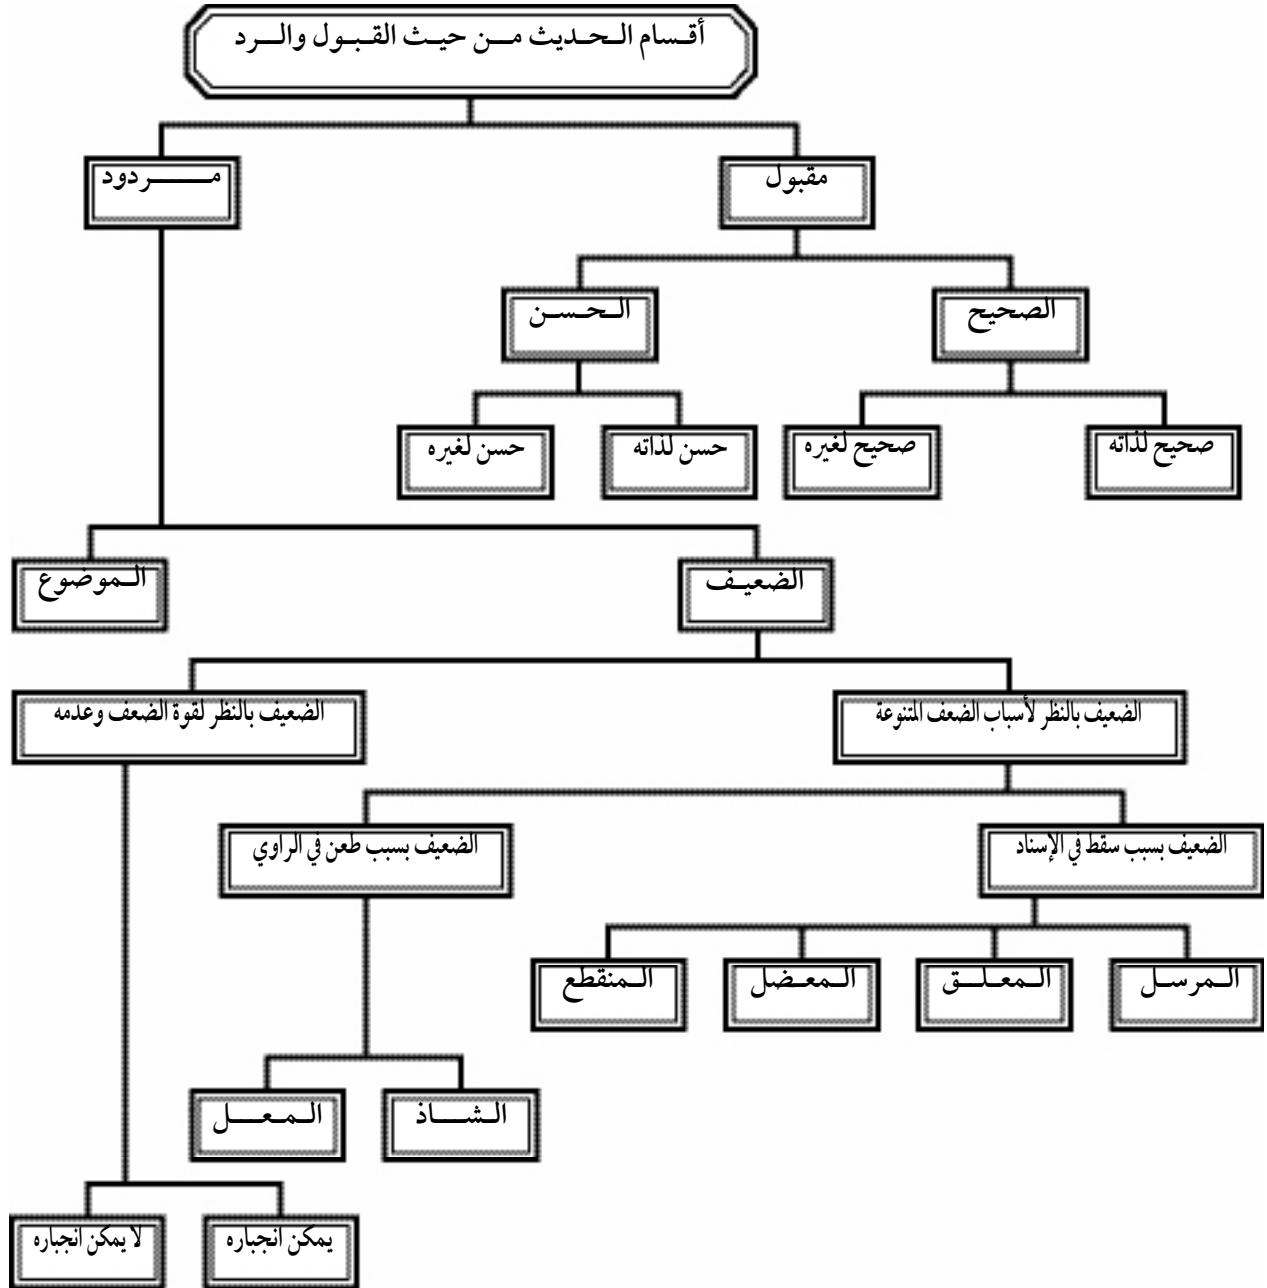 أقسام الحديث من حيث القبول والرد
مقبول
مردود
الصحيح
الحسن
صحيح لذاته
صحيح لغيره
حسن لذاته
حسن لغيره
الضعيف
الموضوع
الضعيف بالنظر لأسباب الضعف المتنوعة
الضعيف بالنظر لقوة الضعف وعدمه
الضعيف بسبب سقط في الإسناد
الضعيف بسبب طعن في الراوي
المرسل
المعلق
المعضل
المنقطع
الشاذ
المعل
يمكن انجباره
لا يمكن انجباره